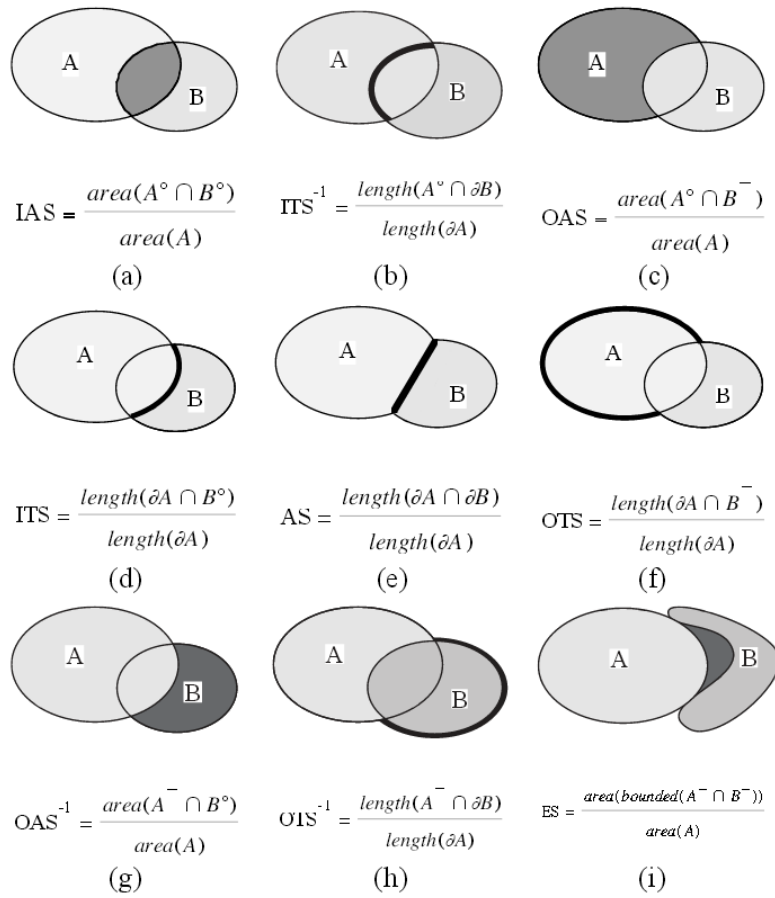 A B
A B
A B
IAS = area(A° ∩ B°) / area(A)
ITS⁻¹ = length(A° ∩ ∂B) / length(∂A)
OAS = area(A° ∩ B⁻) / area(A)
(a)
(b)
(c)
A B
A B
A B
ITS = length(∂A ∩ B°) / length(∂A)
AS = length(∂A ∩ ∂B) / length(∂A)
OTS = length(∂A ∩ B⁻) / length(∂A)
(d)
(e)
(f)
A B
A B
A B
OAS⁻¹ = area(A⁻ ∩ B°) / area(A)
OTS⁻¹ = length(A⁻ ∩ ∂B) / length(∂A)
ES = area(bounded(A⁻ ∩ B⁻)) / area(A)
(g)
(h)
(i)